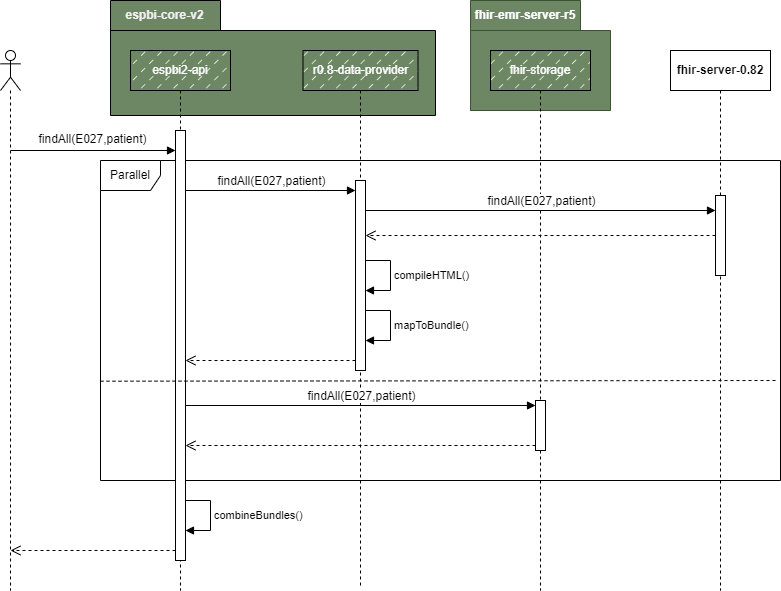 espbi-core-v2
fhir-emr-server-r5
espbi2-api
r0.8-data-provider
fhir-storage
fhir-server-0.82
findAll(E027,patient)
Parallel
findAll(E027,patient)
findAll(E027,patient)
compileHTML()
mapToBundle()
findAll(E027,patient)
combineBundles()